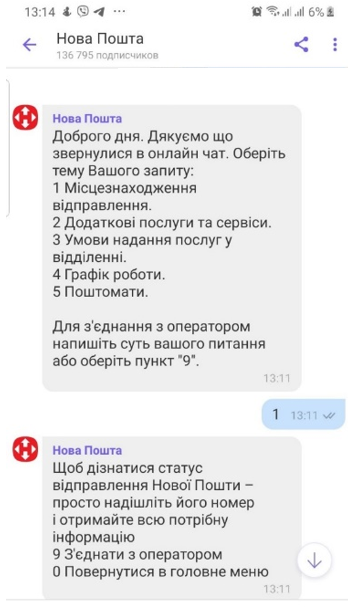 13:14 ... 6%
Нова Пошта
136 795 подписчиков
Нова Пошта
Доброго дня. Дякуємо що
звернулися в онлайн чат. Оберіть
тему Вашого запиту:
1 Місцезнаходження
відправлення.
2 Додаткові послуги та сервіси.
3 Умови надання послуг у
відділенні.
4 Графік роботи.
5 Поштомати.
Для з'єднання з оператором
напишіть суть вашого питання
або оберіть пункт "9".
13:11
1 13:11
Нова Пошта
Щоб дізнатися статус
відправлення Нової Пошти –
просто надішліть його номер
і отримайте всю потрібну
інформацію
9 З'єднати з оператором
0 Повернутися в головне меню
13:11